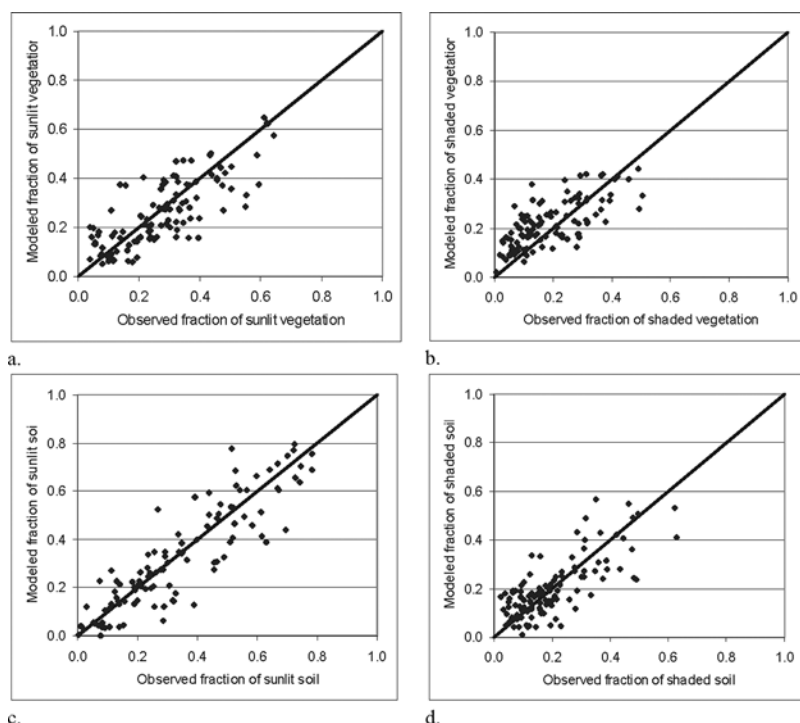 Modeled fraction of sunlit vegetatior
1.0
0.8
0.6
0.4
0.2
0.0
0.0 0.2 0.4 0.6 0.8 1.0
Observed fraction of sunlit vegetation
a.
Modeled fraction of shaded vegetatior
1.0
0.8
0.6
0.4
0.2
0.0
0.0 0.2 0.4 0.6 0.8 1.0
Observed fraction of shaded vegetation
b.
Modeled fraction of sunlit soi
1.0
0.8
0.6
0.4
0.2
0.0
0.0 0.2 0.4 0.6 0.8 1.0
Observed fraction of sunlit soil
c.
Modeled fraction of shaded soil
1.0
0.8
0.6
0.4
0.2
0.0
0.0 0.2 0.4 0.6 0.8 1.0
Observed fraction of shaded soil
d.